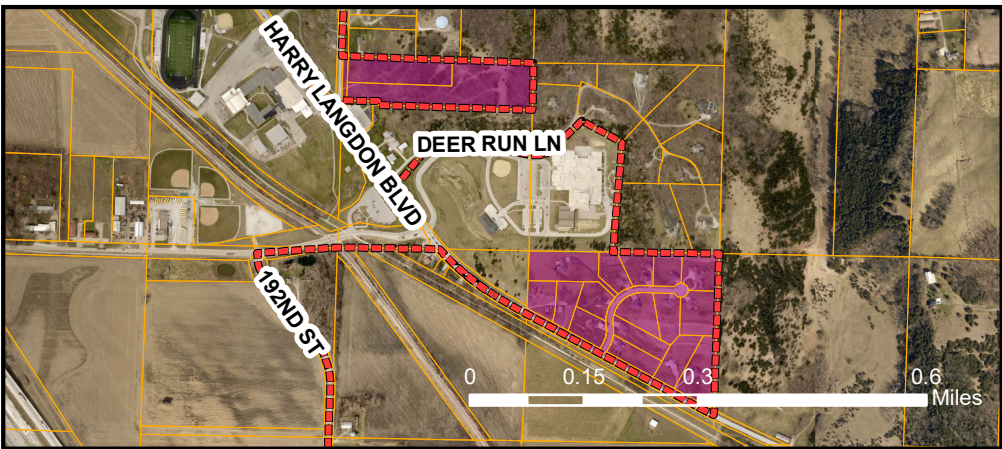 HARRY LANGDON BLVD
DEER RUN LN
192ND ST
0 0.15 0.3 0.6
Miles